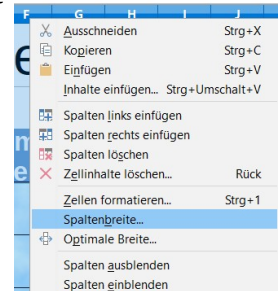 F G H I J
Ausschneiden Strg+X
Kopieren Strg+C
Einfügen Strg+V
Inhalte einfügen... Strg+Umschalt+V
Spalten links einfügen
Spalten rechts einfügen
Spalten löschen
Zellinhalte löschen... Rück
Zellen formatieren... Strg+1
Spaltenbreite...
Optimale Breite...
Spalten ausblenden
Spalten einblenden